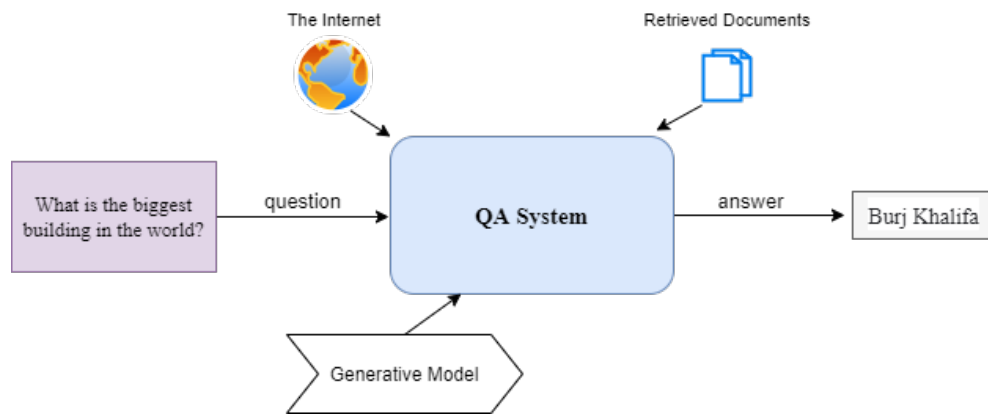 The Internet
Retrieved Documents
What is the biggest
building in the world?
question
QA System
answer
Burj Khalifa
Generative Model